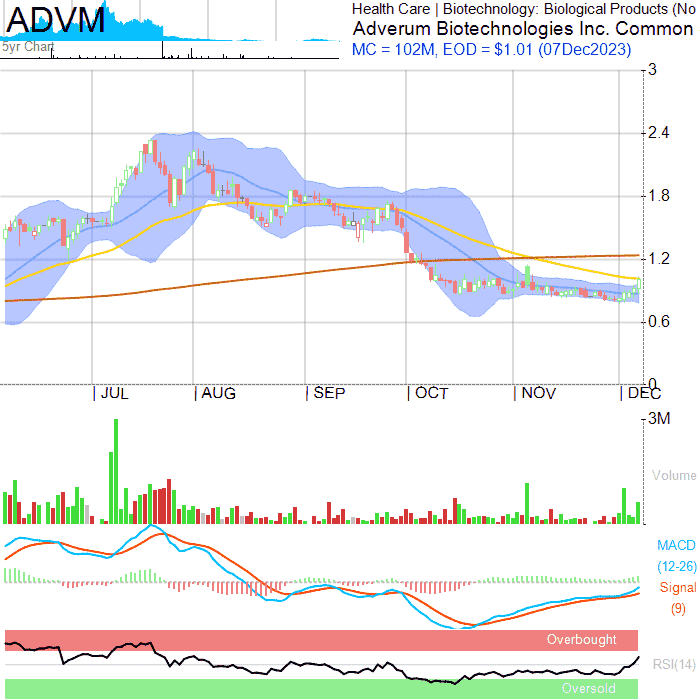 ADVM
5yr Chart
Health Care | Biotechnology: Biological Products (No
Adverum Biotechnologies Inc. Common
MC = 102M, EOD = $1.01 (07Dec2023)
3
2.4
1.8
1.2
0.6
0
JUL AUG SEP OCT NOV DEC
3M
Volume
MACD
(12-26)
Signal
(9)
Overbought
RSI(14)
Oversold